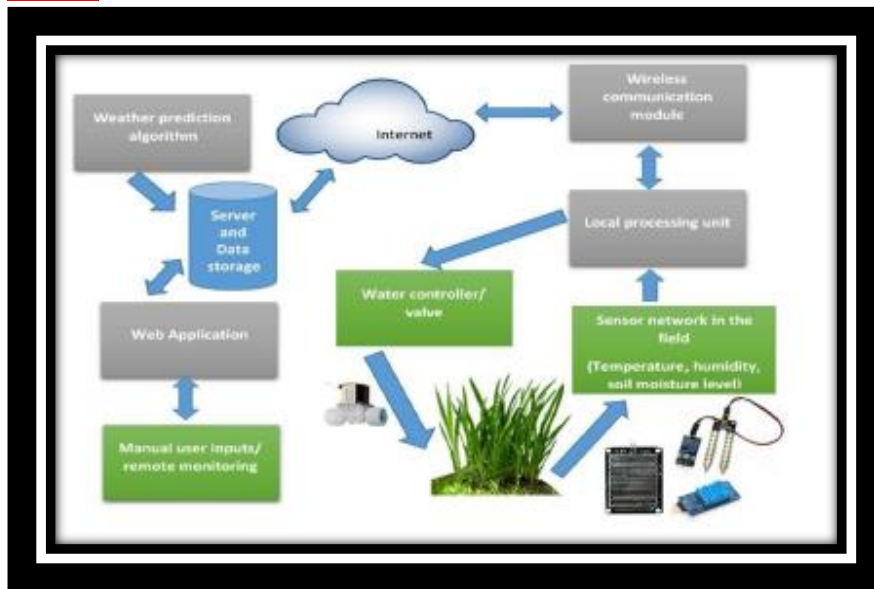 Weather prediction
algorithm
Internet
Wireless
communication
module
Server
and
Data
storage
Local processing unit
Water controller/
valve
Web Application
Sensor network in the
field
(Temperature, humidity,
soil moisture level)
Manual user inputs/
remote monitoring